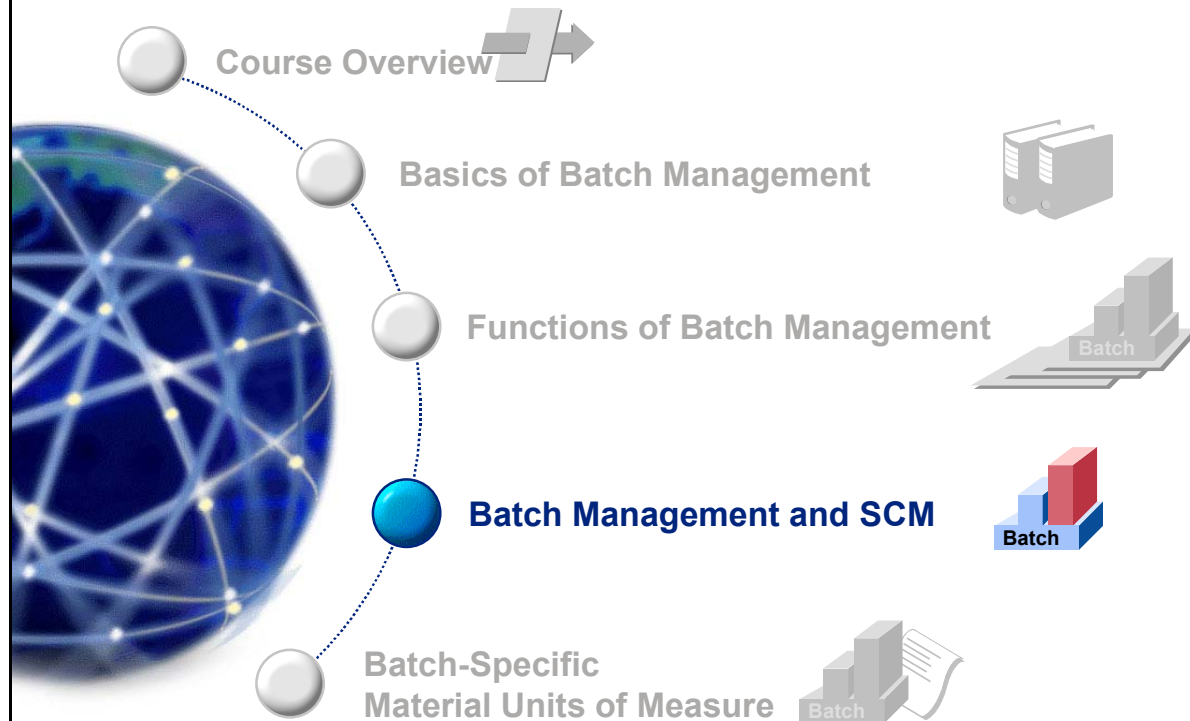 Course Overview
Basics of Batch Management
Functions of Batch Management
Batch
Batch Management and SCM
Batch
Batch-Specific
Material Units of Measure
Batch